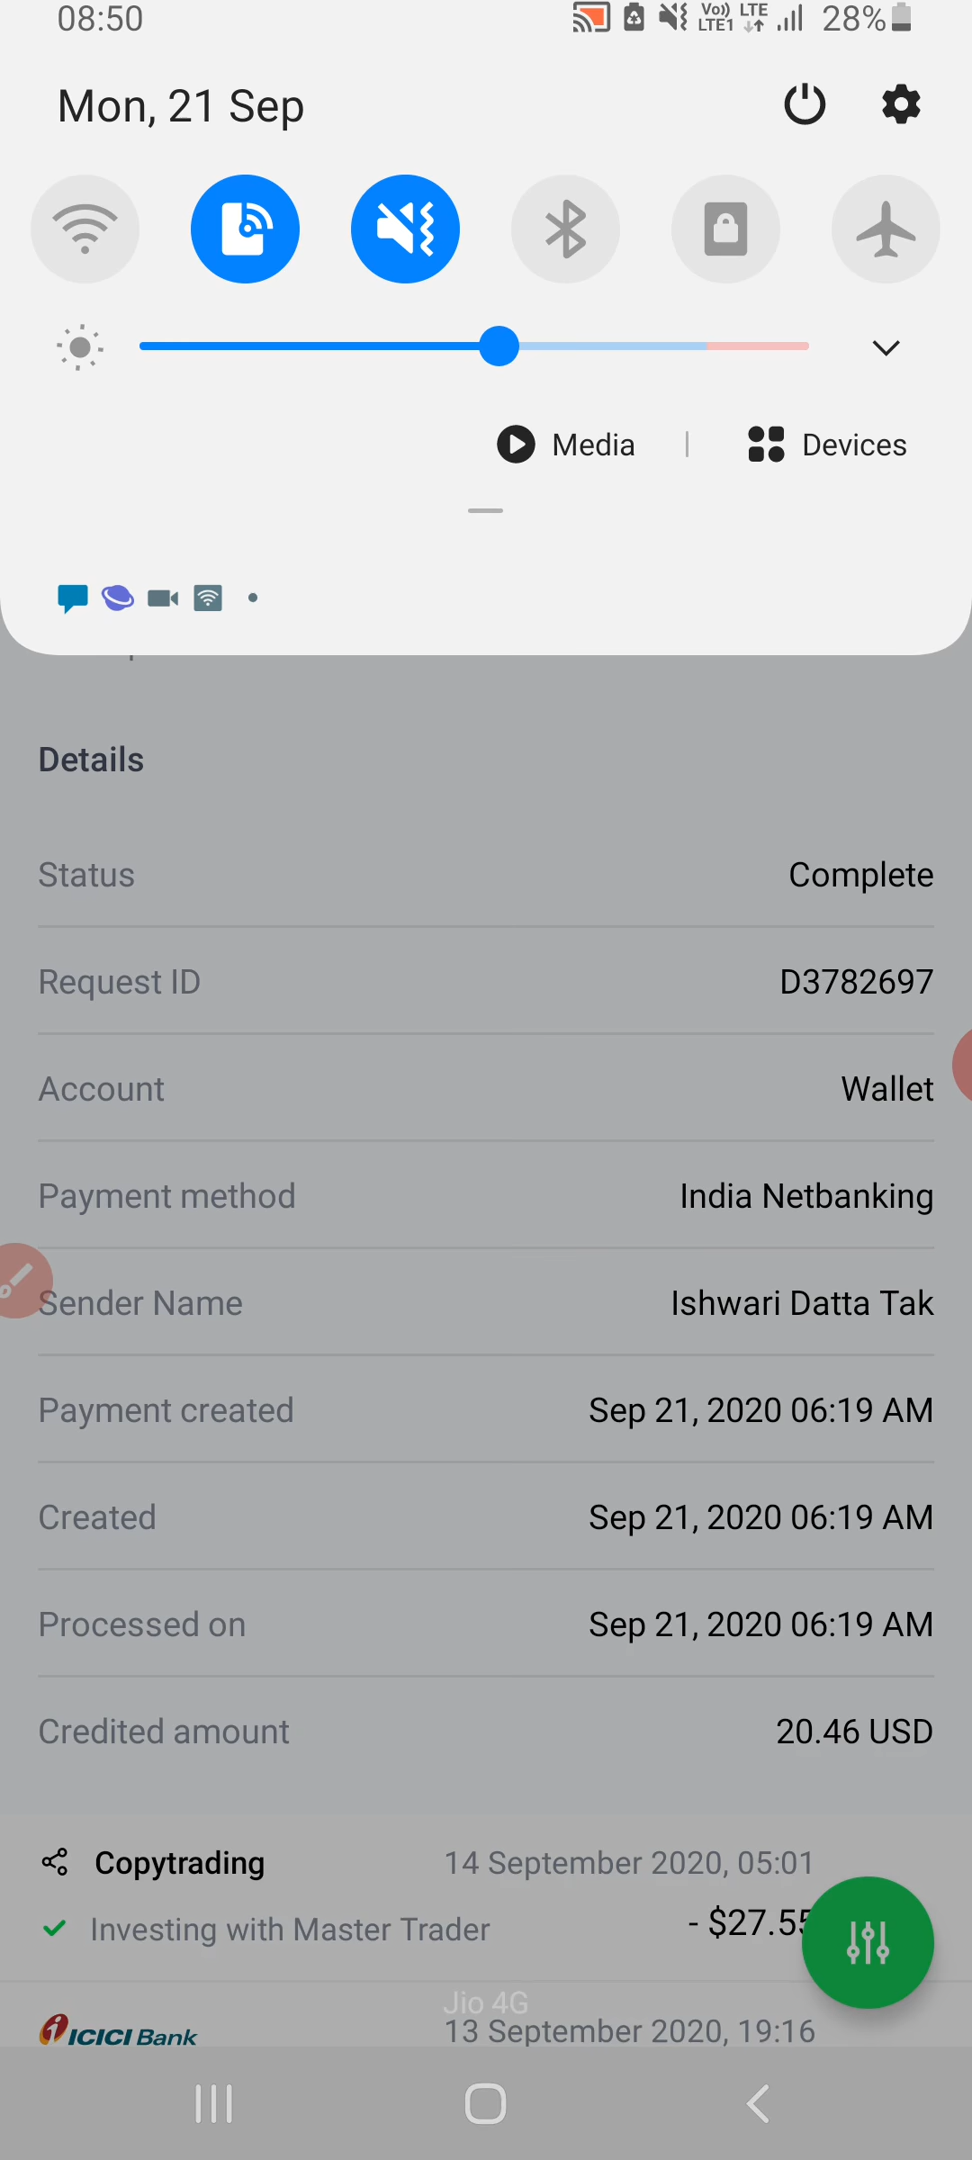 08:50 Vo)) LTE1 LTE 28%
Mon, 21 Sep
Media | Devices
Details
Status Complete
Request ID D3782697
Account Wallet
Payment method India Netbanking
Sender Name Ishwari Datta Tak
Payment created Sep 21, 2020 06:19 AM
Created Sep 21, 2020 06:19 AM
Processed on Sep 21, 2020 06:19 AM
Credited amount 20.46 USD
Copytrading 14 September 2020, 05:01
Investing with Master Trader - $27.55
Jio 4G
ICICI Bank 13 September 2020, 19:16